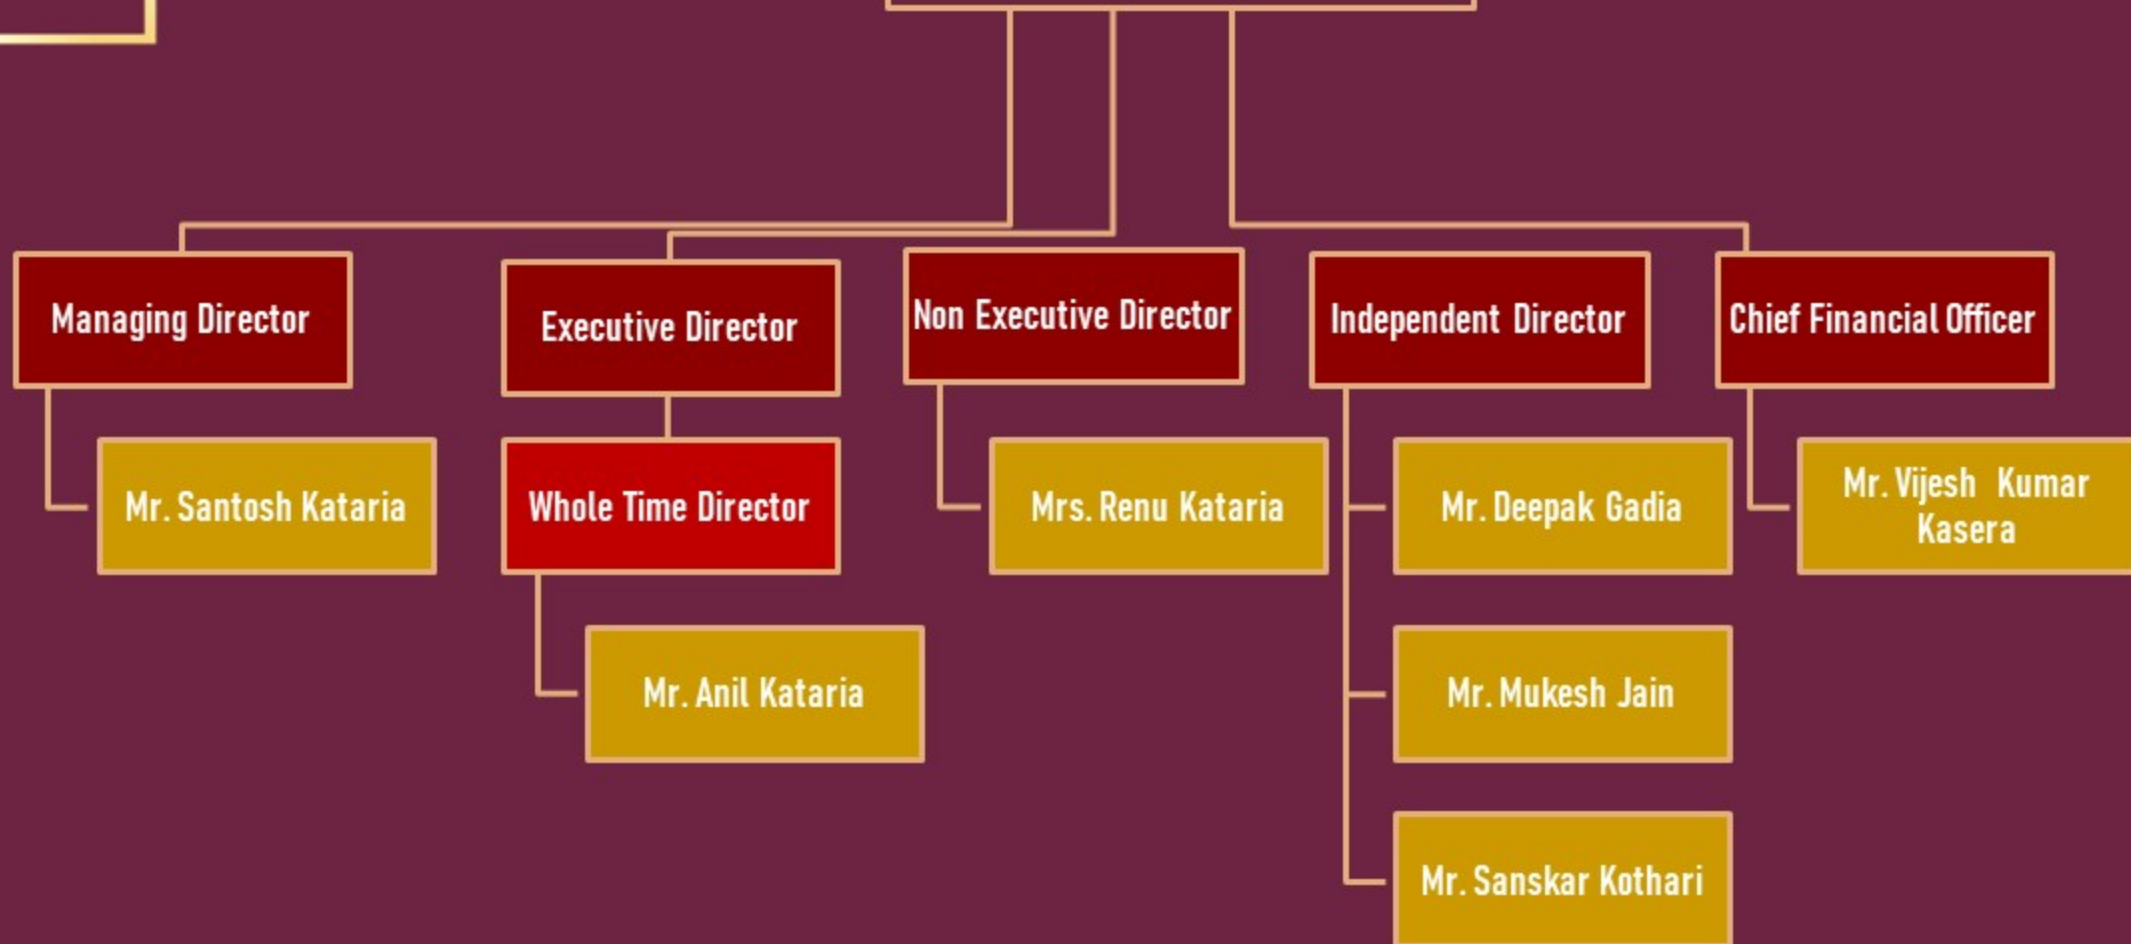 Managing Director
Executive Director
Non Executive Director
Independent Director
Chief Financial Officer
Mr. Santosh Kataria
Whole Time Director
Mrs. Renu Kataria
Mr. Deepak Gadia
Mr. Vijesh Kumar
Kasera
Mr. Anil Kataria
Mr. Mukesh Jain
Mr. Sanskar Kothari